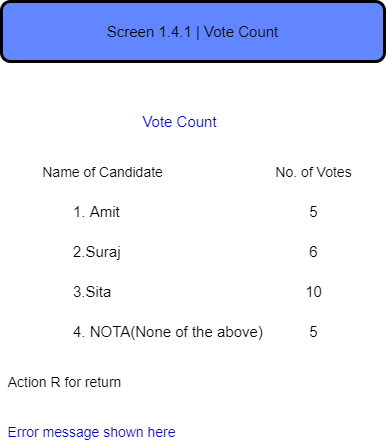 Screen 1.4.1 | Vote Count
Vote Count
Name of Candidate No. of Votes
1. Amit 5
2.Suraj 6
3.Sita 10
4. NOTA(None of the above) 5
Action R for return
Error message shown here